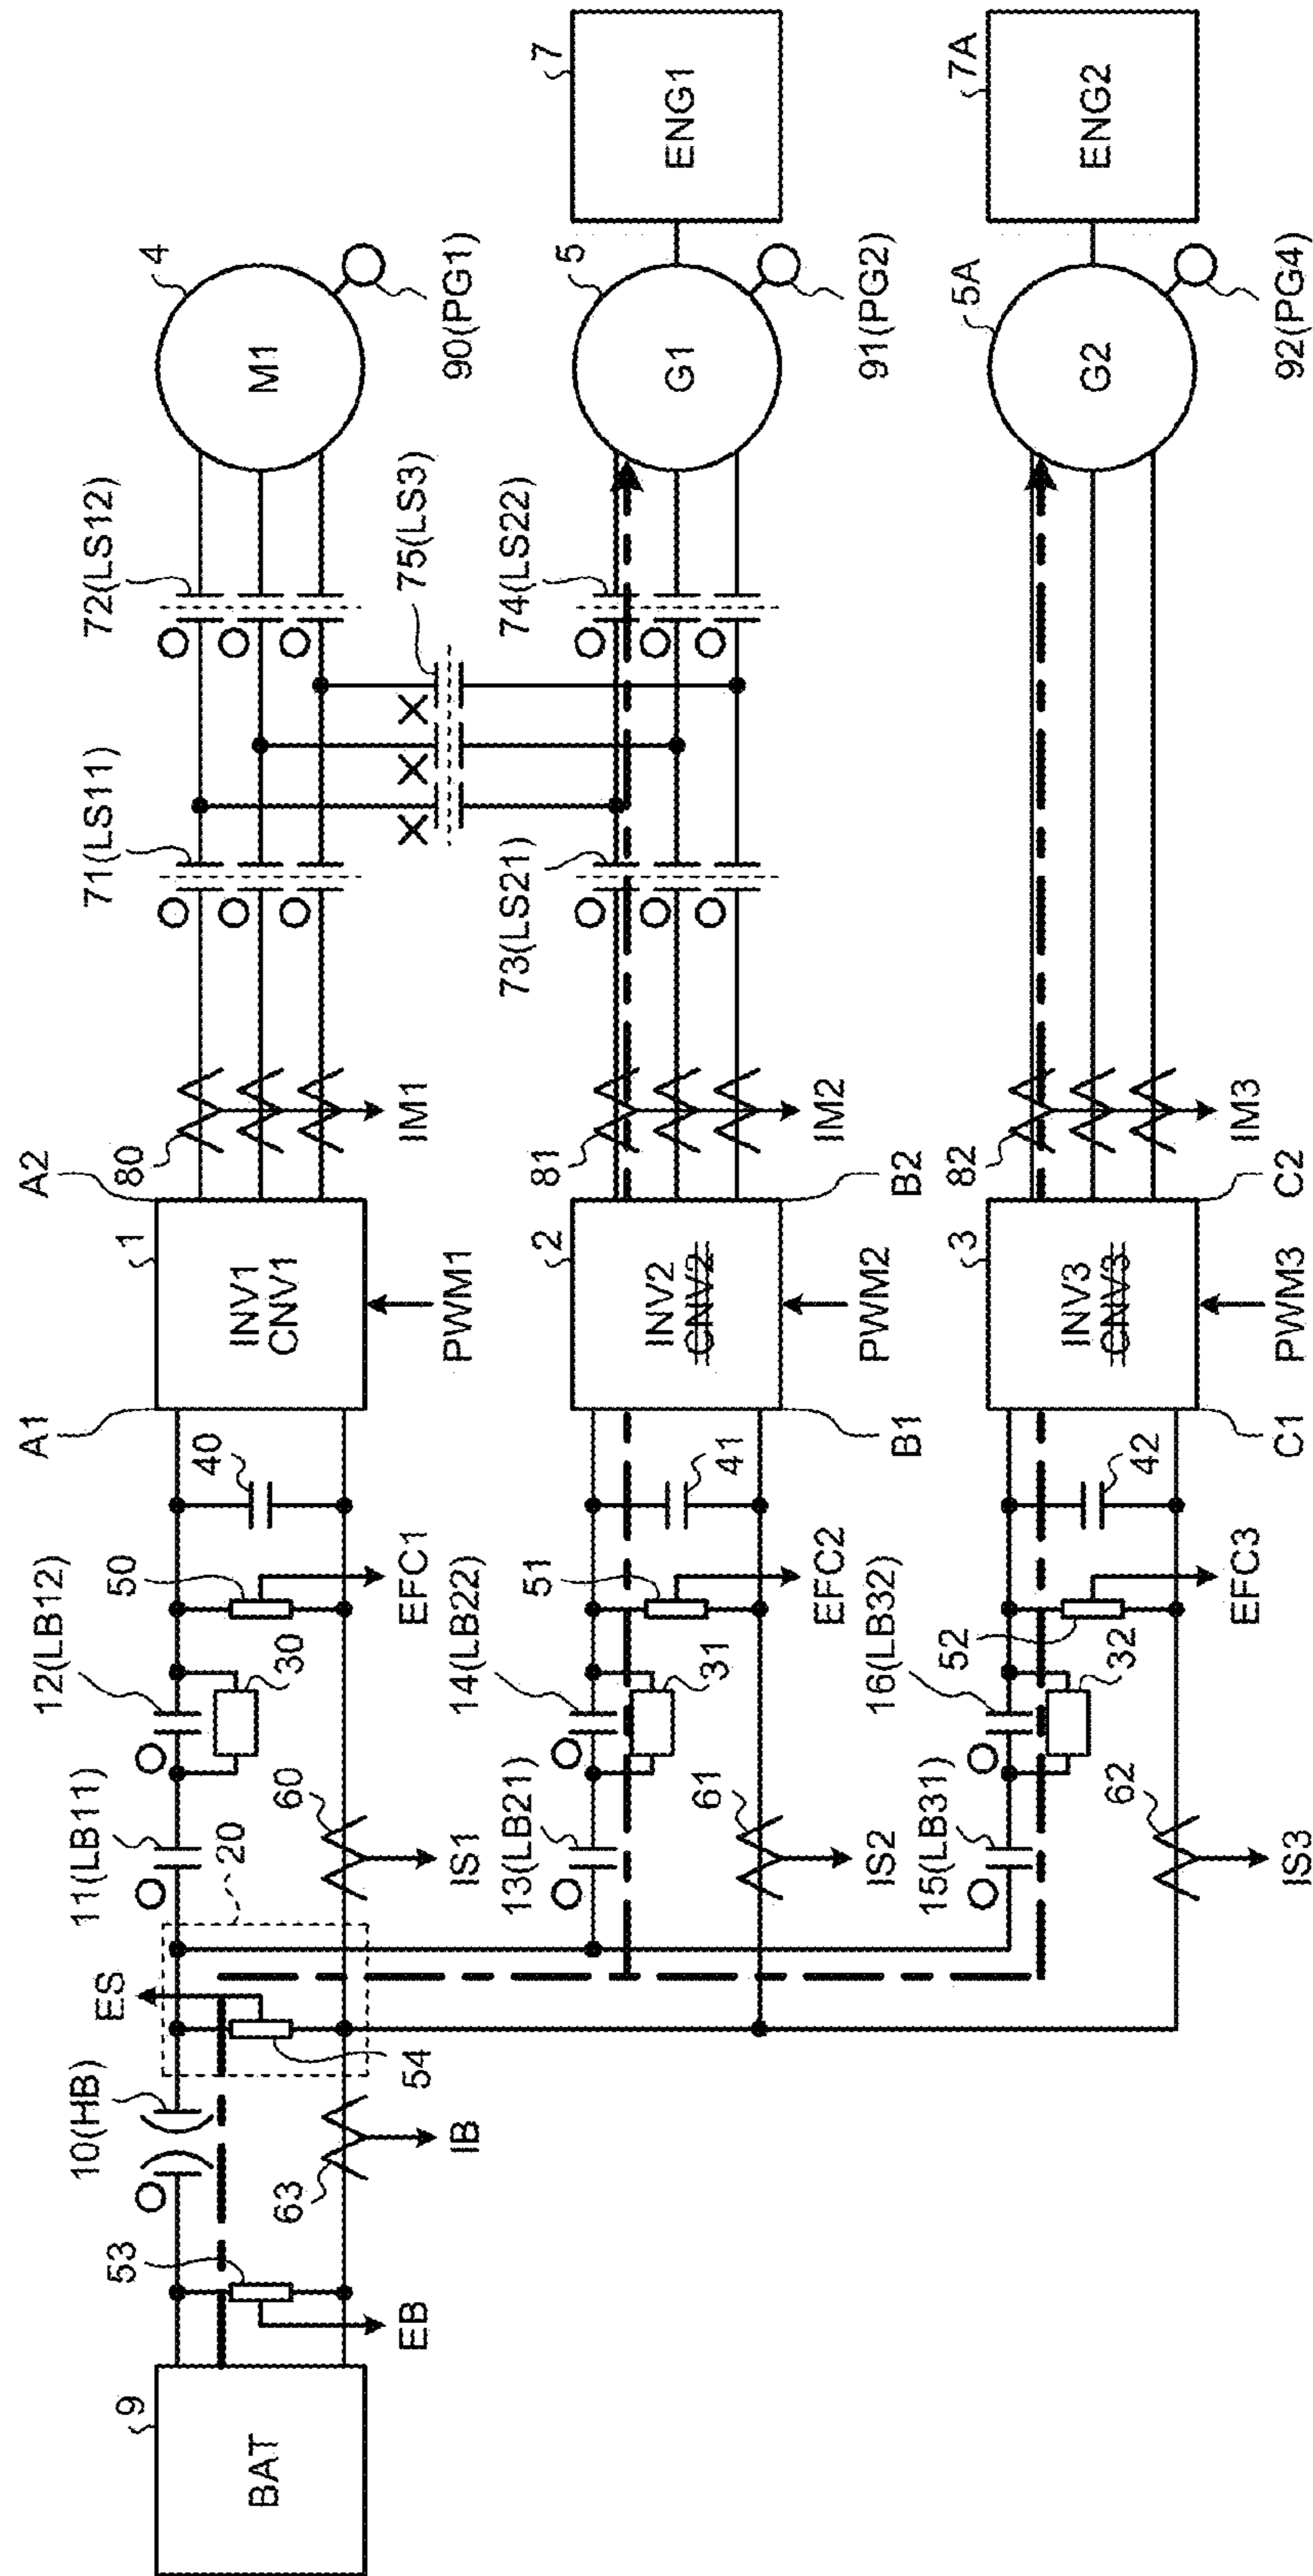 9
BAT
53
EB
10(HB)
63
IB
ES
54
20
11(LB11)
60
IS1
12(LB12)
30
50
EFC1
40
A1
1
A2
INV1
CNV1
PWM1
80
IM1
71(LS11)
72(LS12)
4
M1
90(PG1)
75(LS3)
13(LB21)
61
IS2
14(LB22)
31
51
EFC2
41
B1
2
B2
INV2
CNV2
PWM2
81
IM2
73(LS21)
74(LS22)
5
G1
91(PG2)
7
ENG1
15(LB31)
62
IS3
16(LB32)
32
52
EFC3
42
C1
3
C2
INV3
CNV3
PWM3
82
IM3
5A
G2
92(PG4)
7A
ENG2